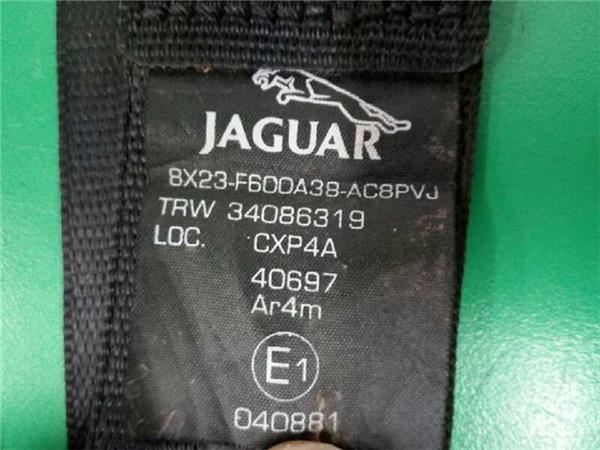 JAGUAR
8X23-F600A38-AC8PVJ
TRW 34086319
LOC. CXP4A
40697
Ar4m
E1
040881